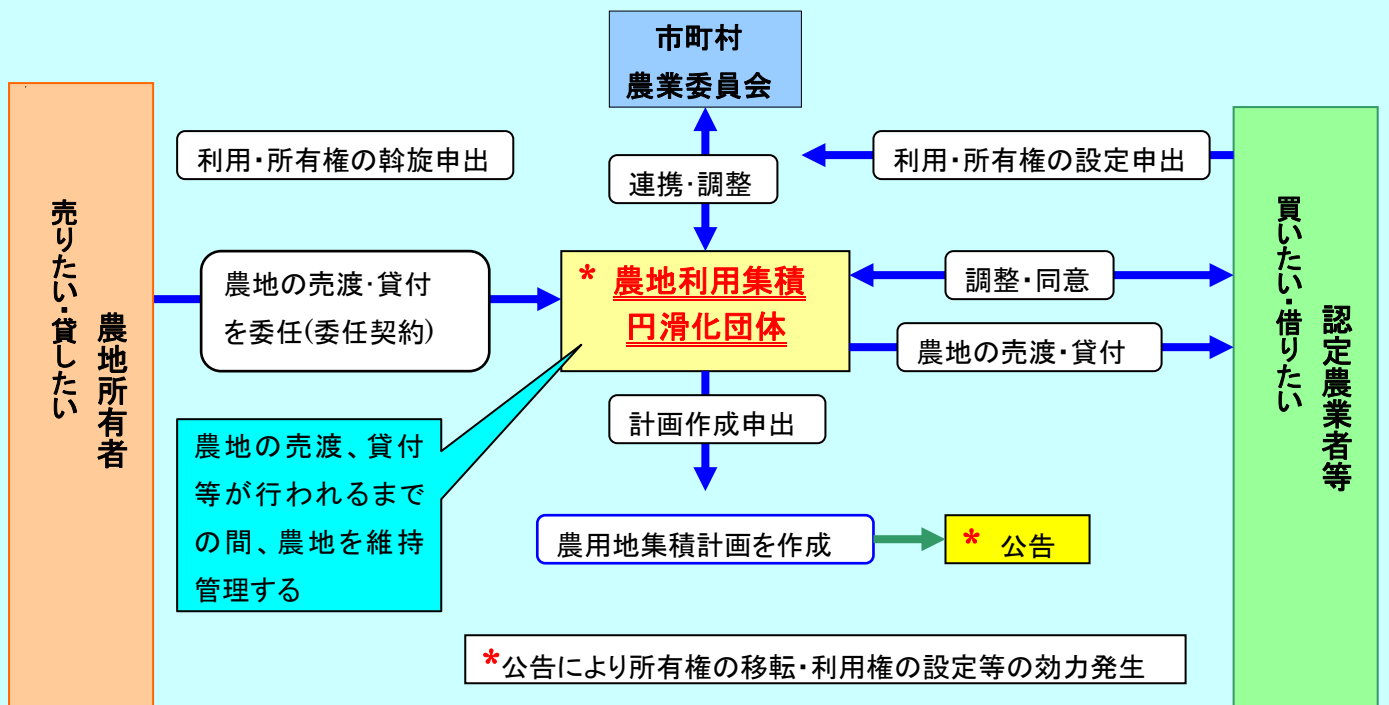 市町村
農業委員会
利用・所有権の斡旋申出
利用・所有権の設定申出
連携・調整
売りたい・貸したい
農地所有者
農地の売渡・貸付
を委任(委任契約)
* 農地利用集積
円滑化団体
調整・同意
農地の売渡・貸付
買いたい・借りたい
認定農業者等
計画作成申出
農地の売渡、貸付
等が行われるまで
の間、農地を維持
管理する
農用地集積計画を作成
* 公告
*公告により所有権の移転・利用権の設定等の効力発生